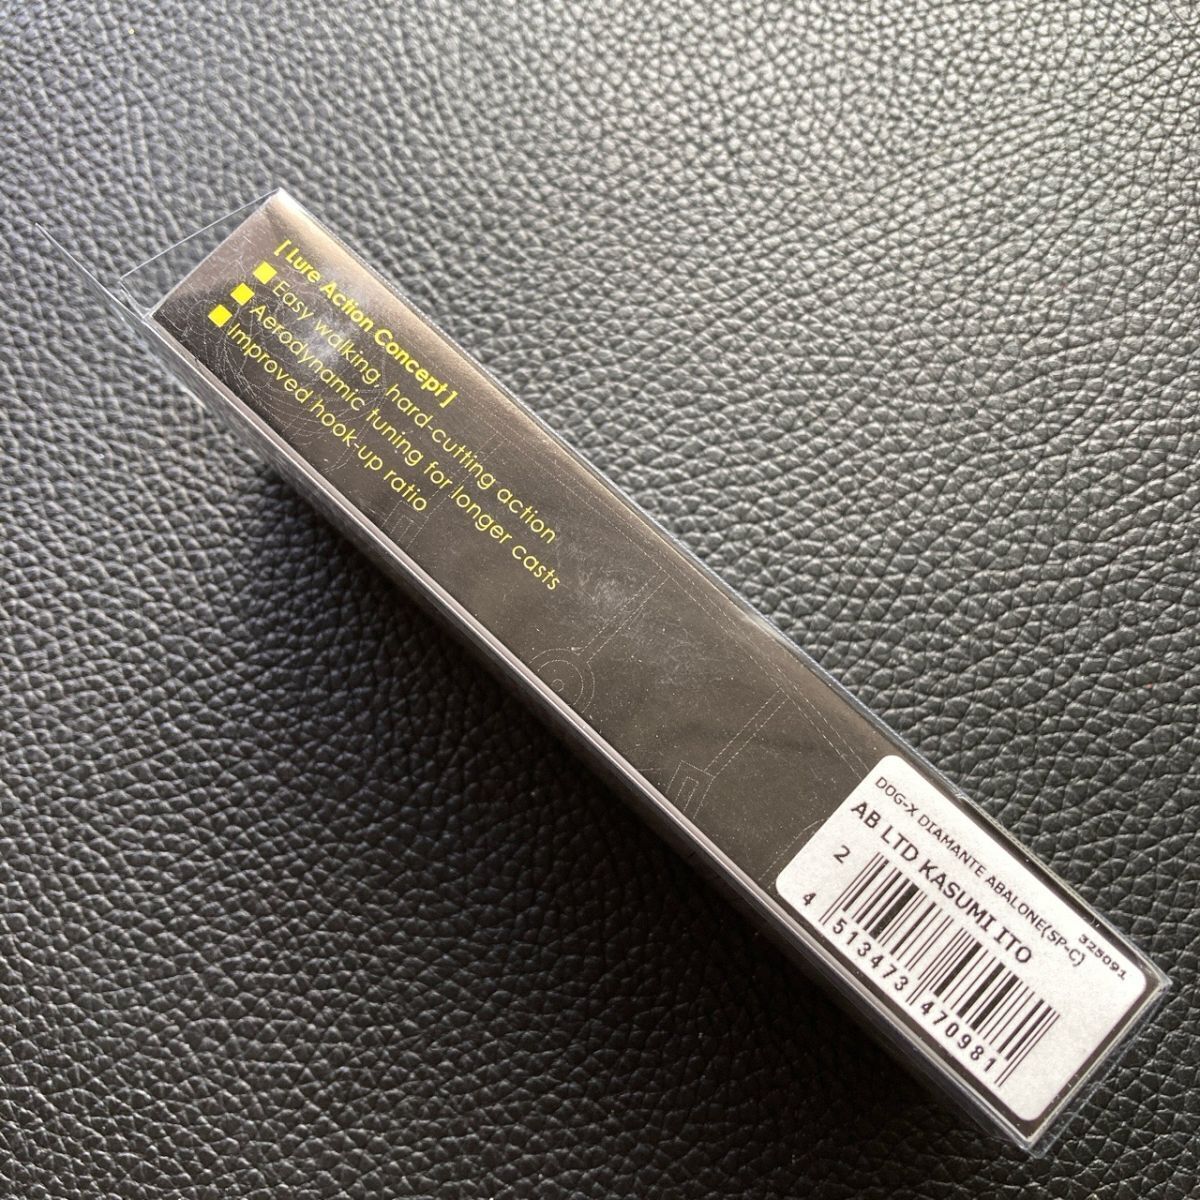 [ Lure Action Concept ]
■ Easy walking, hard-cutting action
■ Aerodynamic tuning for longer casts
■ Improved hook-up ratio
325091
DOG-X DIAMANTE ABALONE(SP-C)
AB LTD KASUMI ITO
2
4 513473 470981